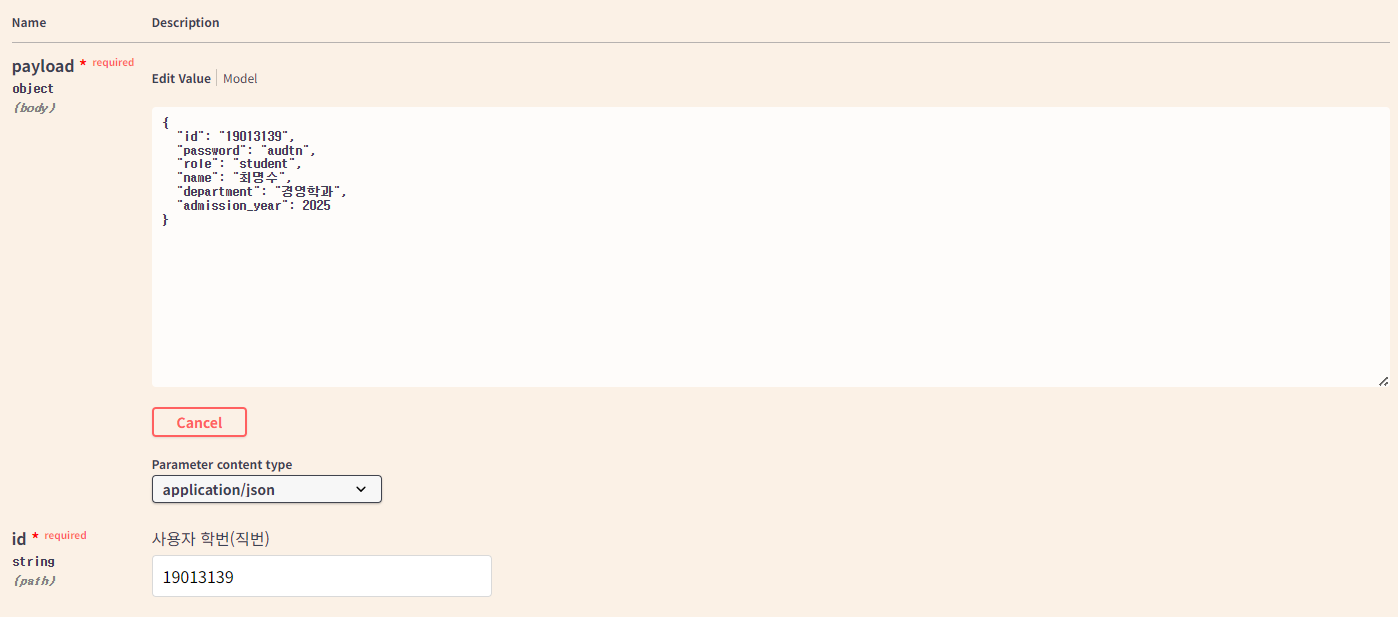 Name Description
payload * required
object
(body)
Edit Value | Model
{
  "id": "19013139",
  "password": "audtn",
  "role": "student",
  "name": "최명수",
  "department": "경영학과",
  "admission_year": 2025
}
Cancel
Parameter content type
application/json
id * required
string
(path)
사용자 학번(직번)
19013139